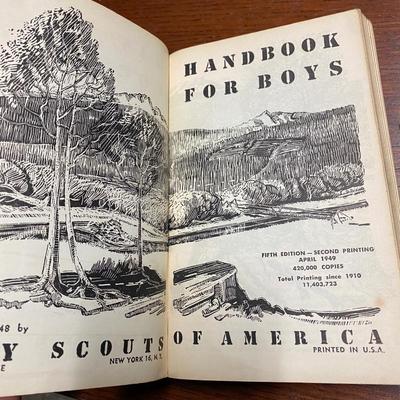 HANDBOOK
FOR BOYS
FIFTH EDITION — SECOND PRINTING
APRIL 1949
420,000 COPIES
Total Printing since 1910
11,403,723
48 by
Y SCOUTS OF AMERICA
NEW YORK 16, N. Y.
PRINTED IN U.S.A.